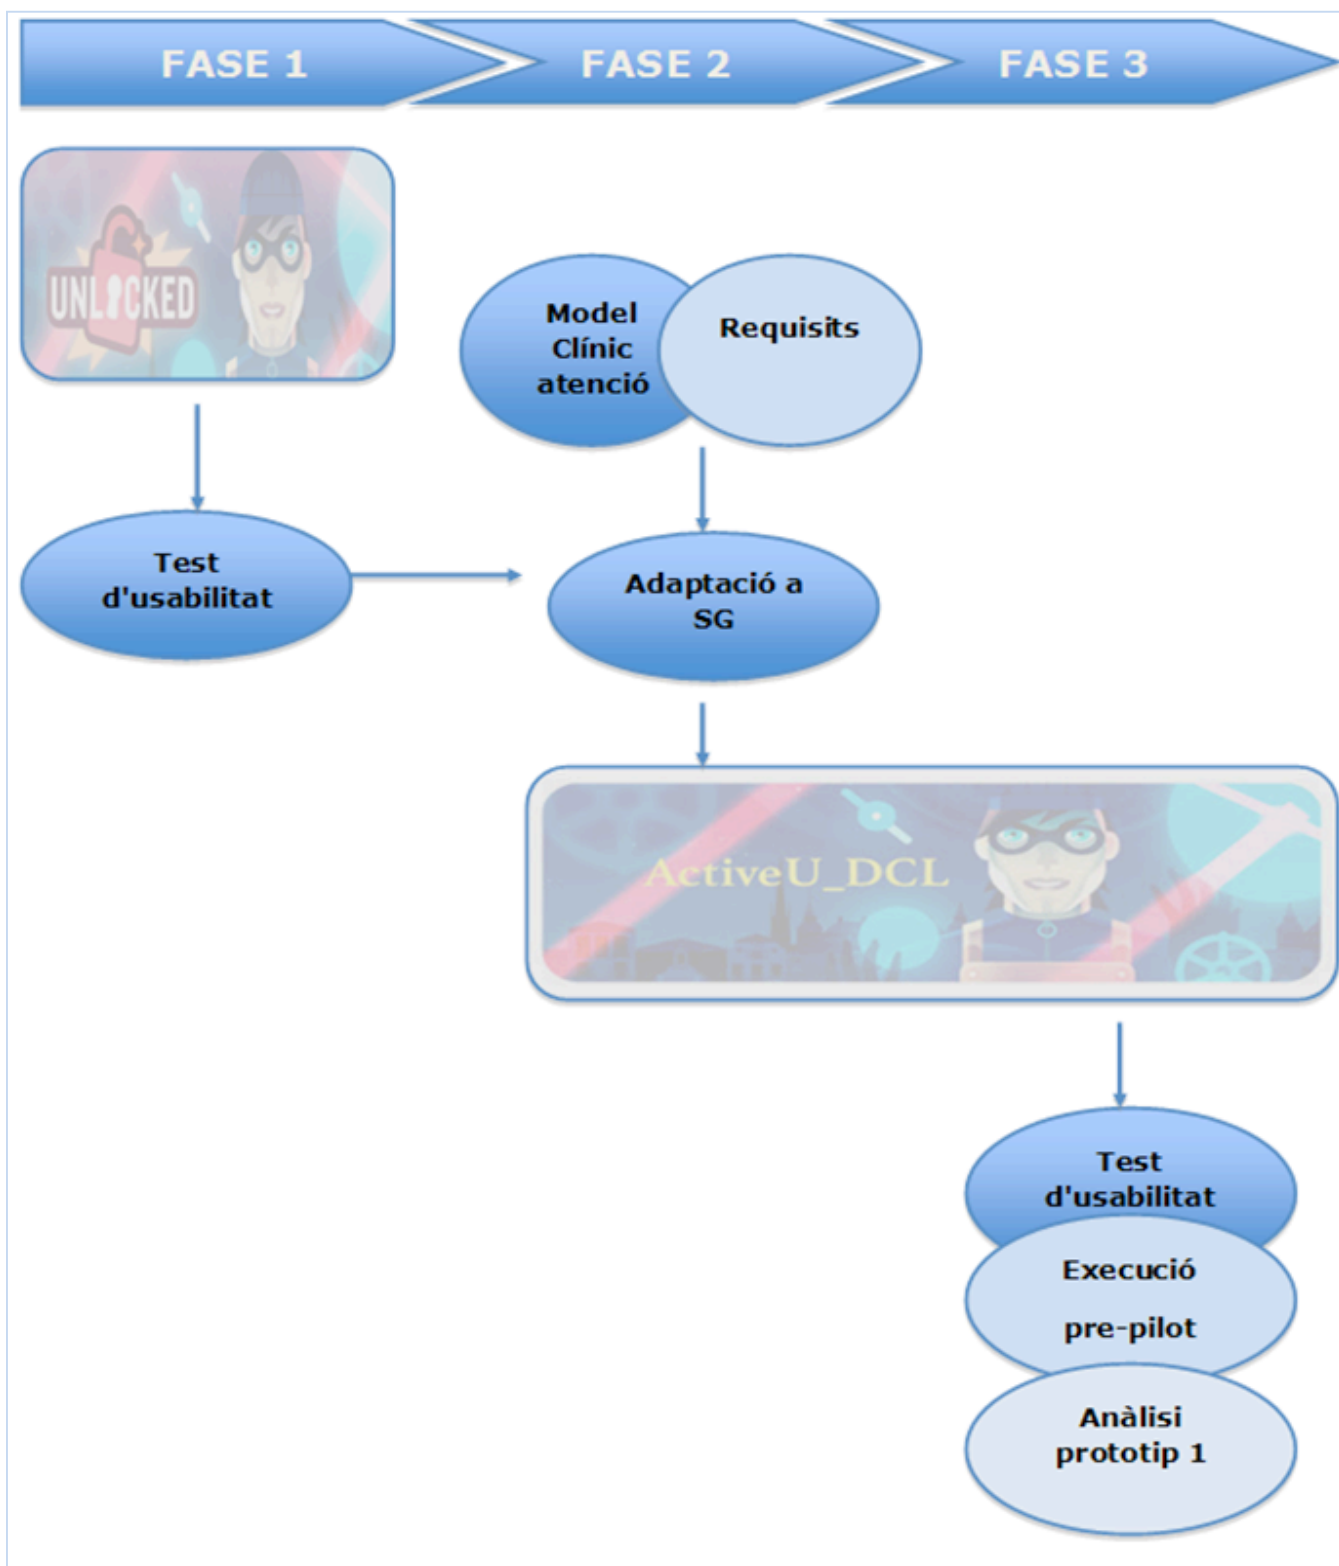 FASE 1
FASE 2
FASE 3
UNLOCKED
Model
Clínic
atenció
Requisits
Test
d'usabilitat
Adaptació a
SG
ActiveU_DCL
Test
d'usabilitat
Execució
pre-pilot
Anàlisi
prototip 1